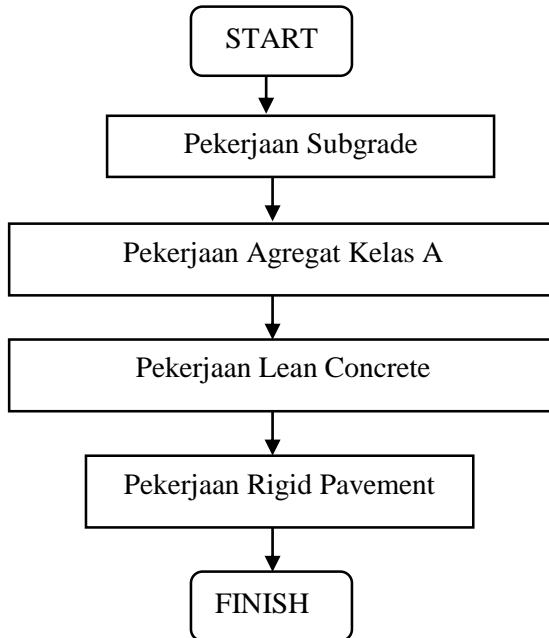 START
Pekerjaan Subgrade
Pekerjaan Agregat Kelas A
Pekerjaan Lean Concrete
Pekerjaan Rigid Pavement
FINISH